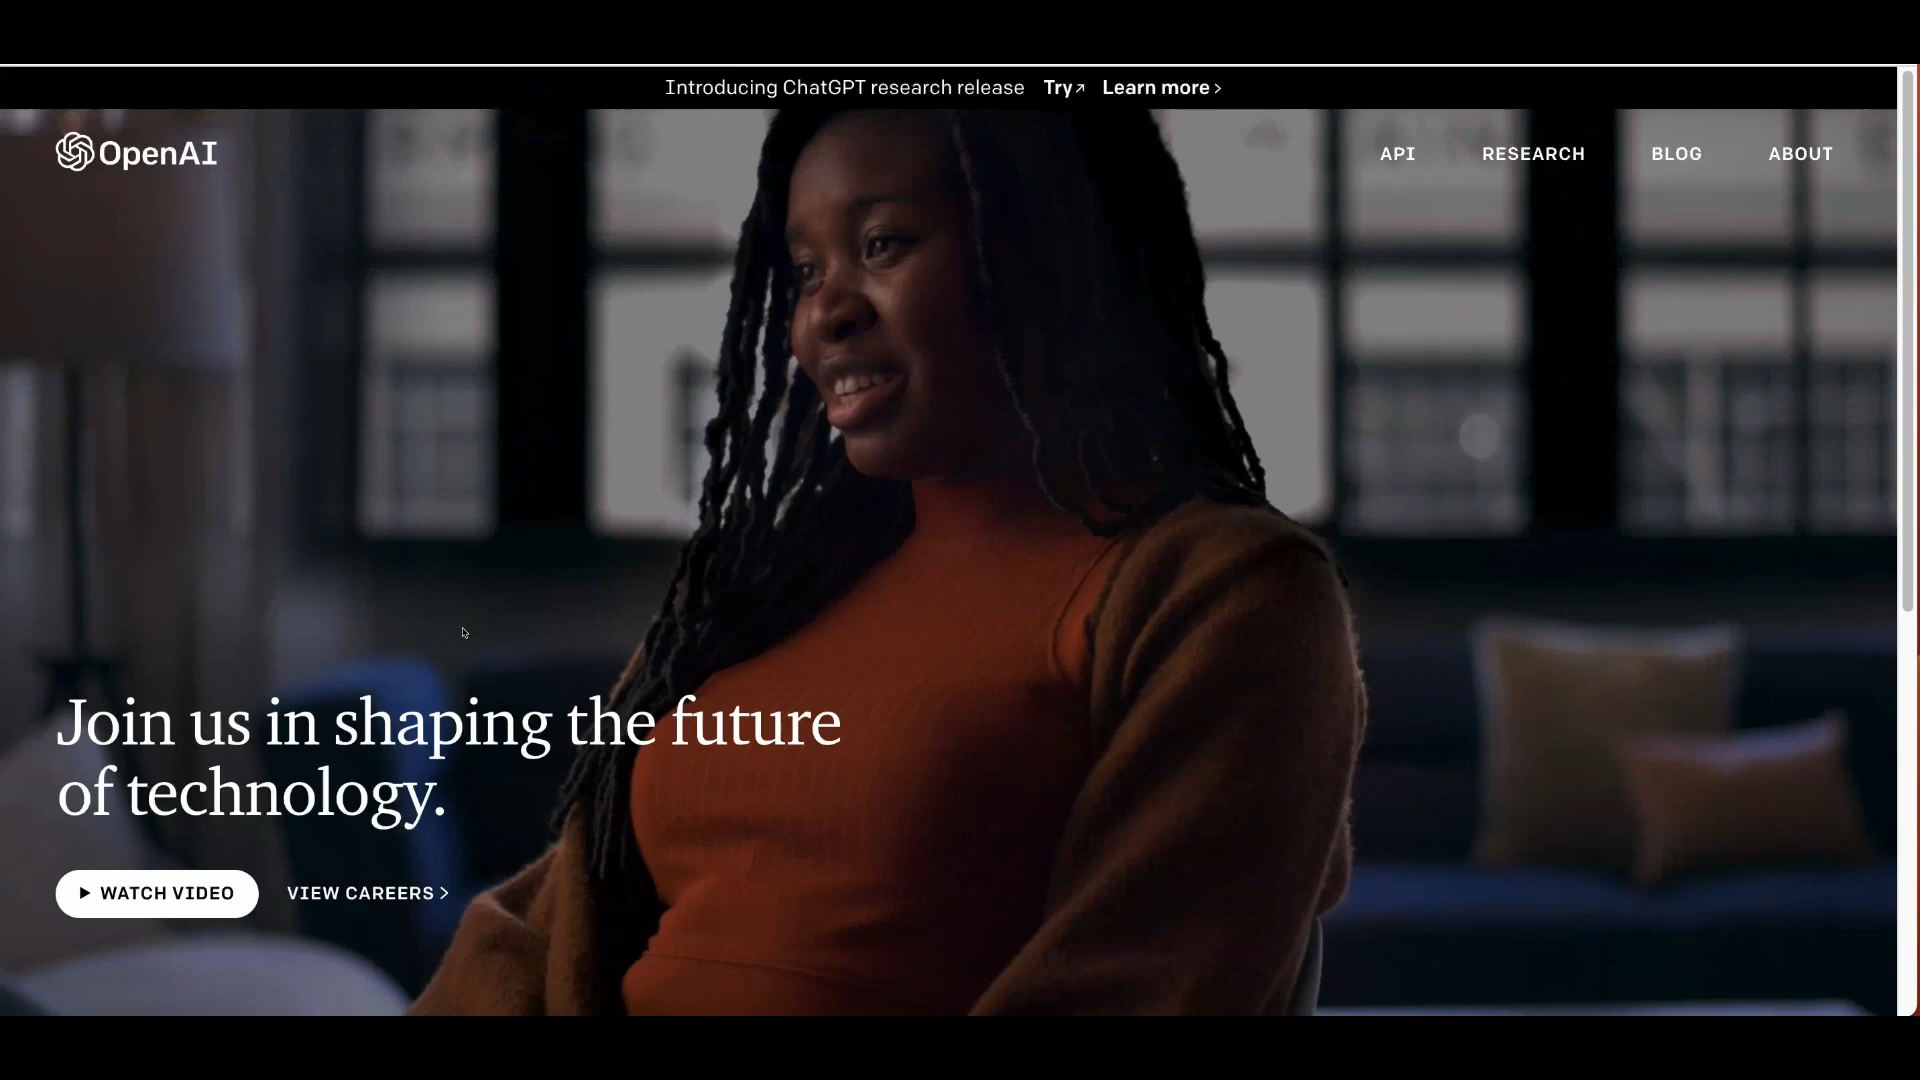 Introducing ChatGPT research release Try↗ Learn more >
OpenAI
API RESEARCH BLOG ABOUT
Join us in shaping the future
of technology.
WATCH VIDEO VIEW CAREERS >